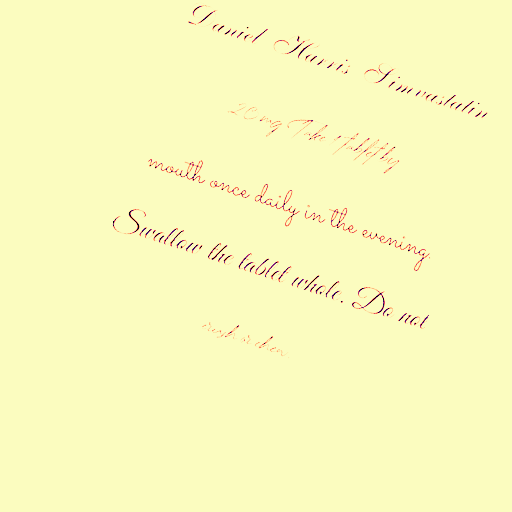 Daniel Harris Simvastatin
20 mg Take 1 tablet by
mouth once daily in the evening.
Swallow the tablet whole. Do not
crush or chew